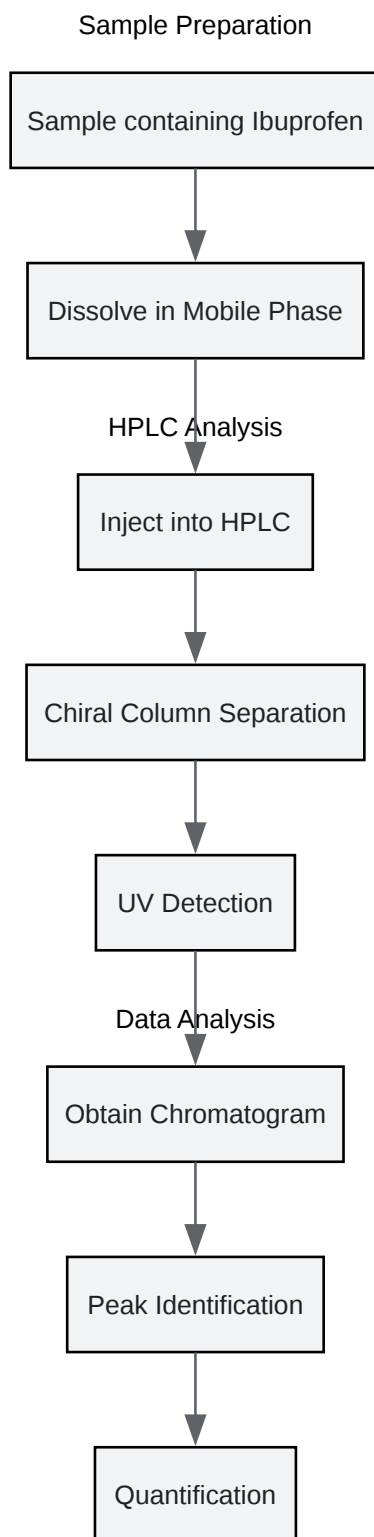 Sample Preparation
Sample containing Ibuprofen
Dissolve in Mobile Phase
HPLC Analysis
Inject into HPLC
Chiral Column Separation
UV Detection
Data Analysis
Obtain Chromatogram
Peak Identification
Quantification